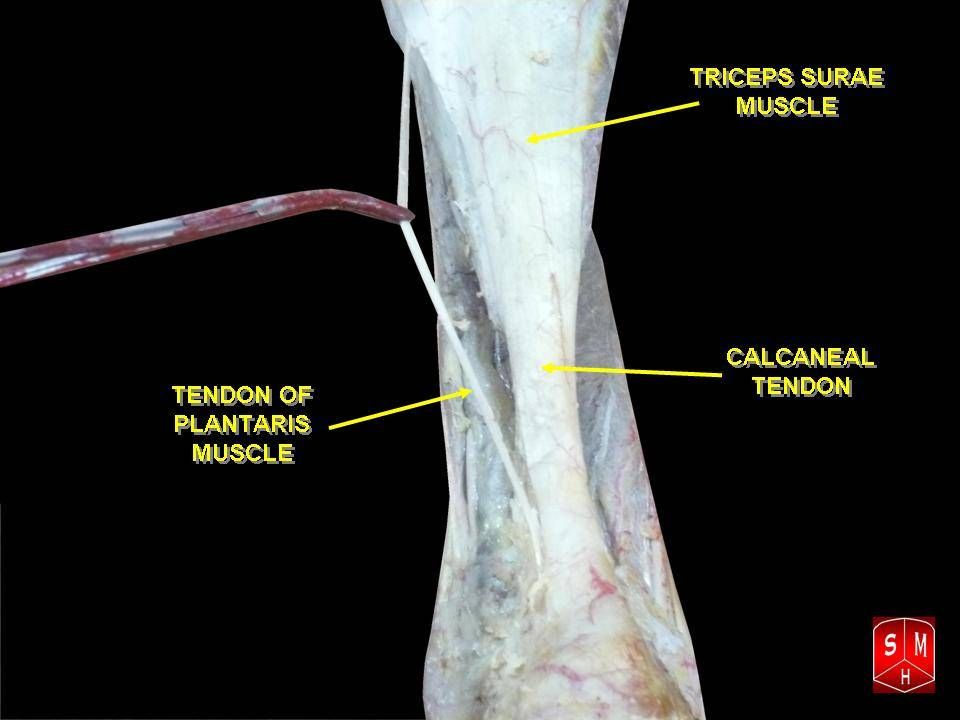 TRICEPS SURAE
MUSCLE
CALCANEAL
TENDON
TENDON OF
PLANTARIS
MUSCLE
S M
H